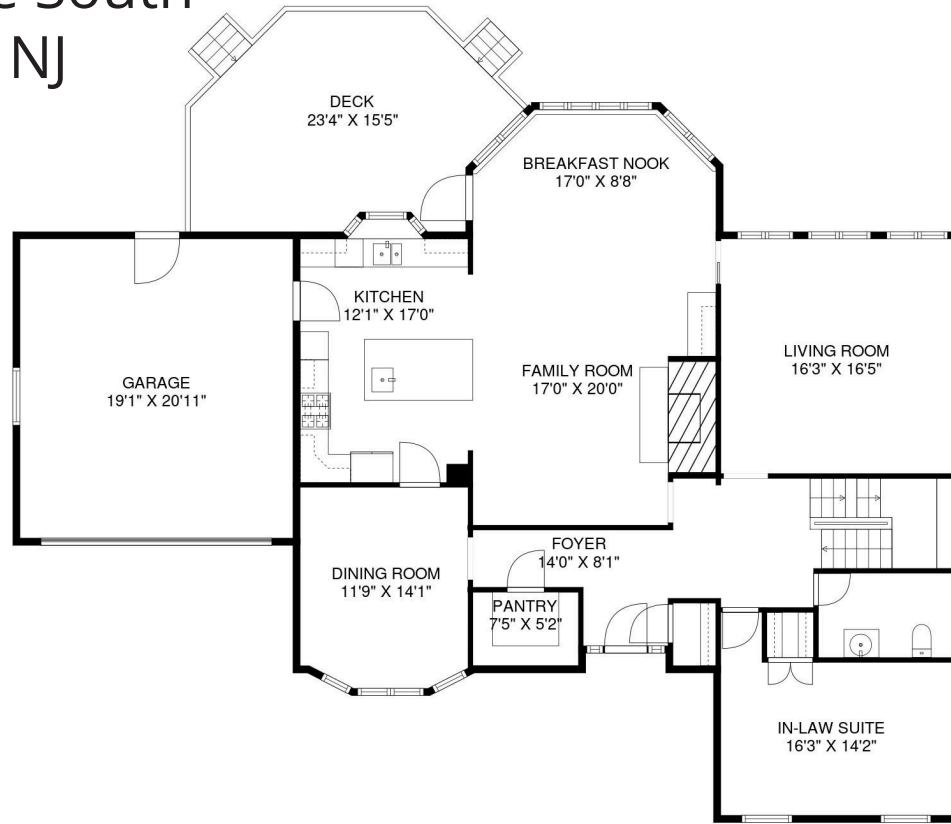 South
NJ
DECK
23'4" X 15'5"
BREAKFAST NOOK
17'0" X 8'8"
KITCHEN
12'1" X 17'0"
LIVING ROOM
16'3" X 16'5"
GARAGE
19'1" X 20'11"
FAMILY ROOM
17'0" X 20'0"
FOYER
14'0" X 8'1"
DINING ROOM
11'9" X 14'1"
PANTRY
7'5" X 5'2"
IN-LAW SUITE
16'3" X 14'2"